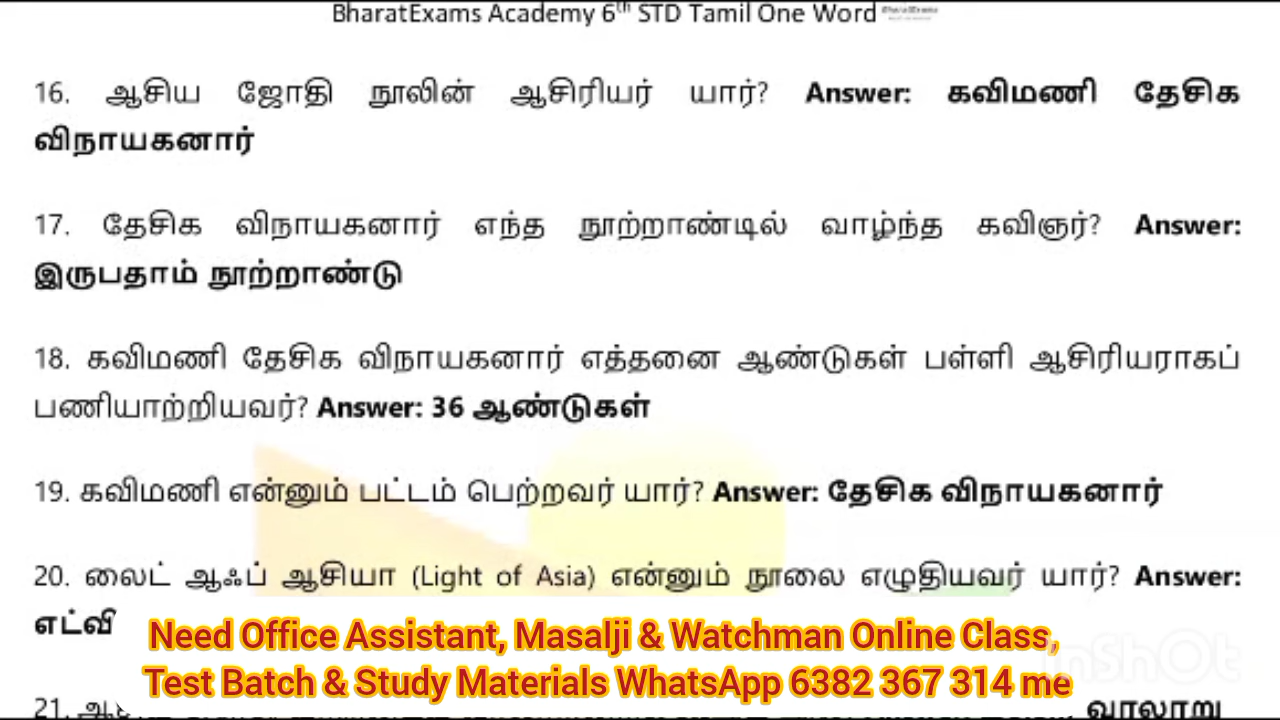 BharatExams Academy 6th STD Tamil One Word
16. ஆசிய ஜோதி நூலின் ஆசிரியர் யார்? Answer: கவிமணி தேசிக
விநாயகனார்
17. தேசிக விநாயகனார் எந்த நூற்றாண்டில் வாழ்ந்த கவிஞர்? Answer:
இருபதாம் நூற்றாண்டு
18. கவிமணி தேசிக விநாயகனார் எத்தனை ஆண்டுகள் பள்ளி ஆசிரியராகப்
பணியாற்றியவர்? Answer: 36 ஆண்டுகள்
19. கவிமணி என்னும் பட்டம் பெற்றவர் யார்? Answer: தேசிக விநாயகனார்
20. லைட் ஆஃப் ஆசியா (Light of Asia) என்னும் நூலை எழுதியவர் யார்? Answer:
எட்வி
Need Office Assistant, Masalji & Watchman Online Class,
Test Batch & Study Materials WhatsApp 6382 367 314 me
InShOt
21. வரலாறு